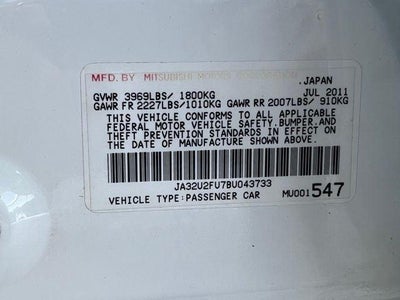 MFD. BY MITSUBISHI MOTORS CORPORATION, JAPAN
GVWR 3969LBS/ 1800KG JUL 2011
GAWR FR 2227LBS/1010KG GAWR RR 2007LBS/ 910KG
THIS VEHICLE CONFORMS TO ALL APPLICABLE
FEDERAL MOTOR VEHICLE SAFETY,BUMPER,AND
THEFT PREVENTION STANDARDS IN EFFECT ON
THE DATE OF MANUFACTURE SHOWN ABOVE.
JA32U2FU7BU043733
VEHICLE TYPE:PASSENGER CAR MU001547